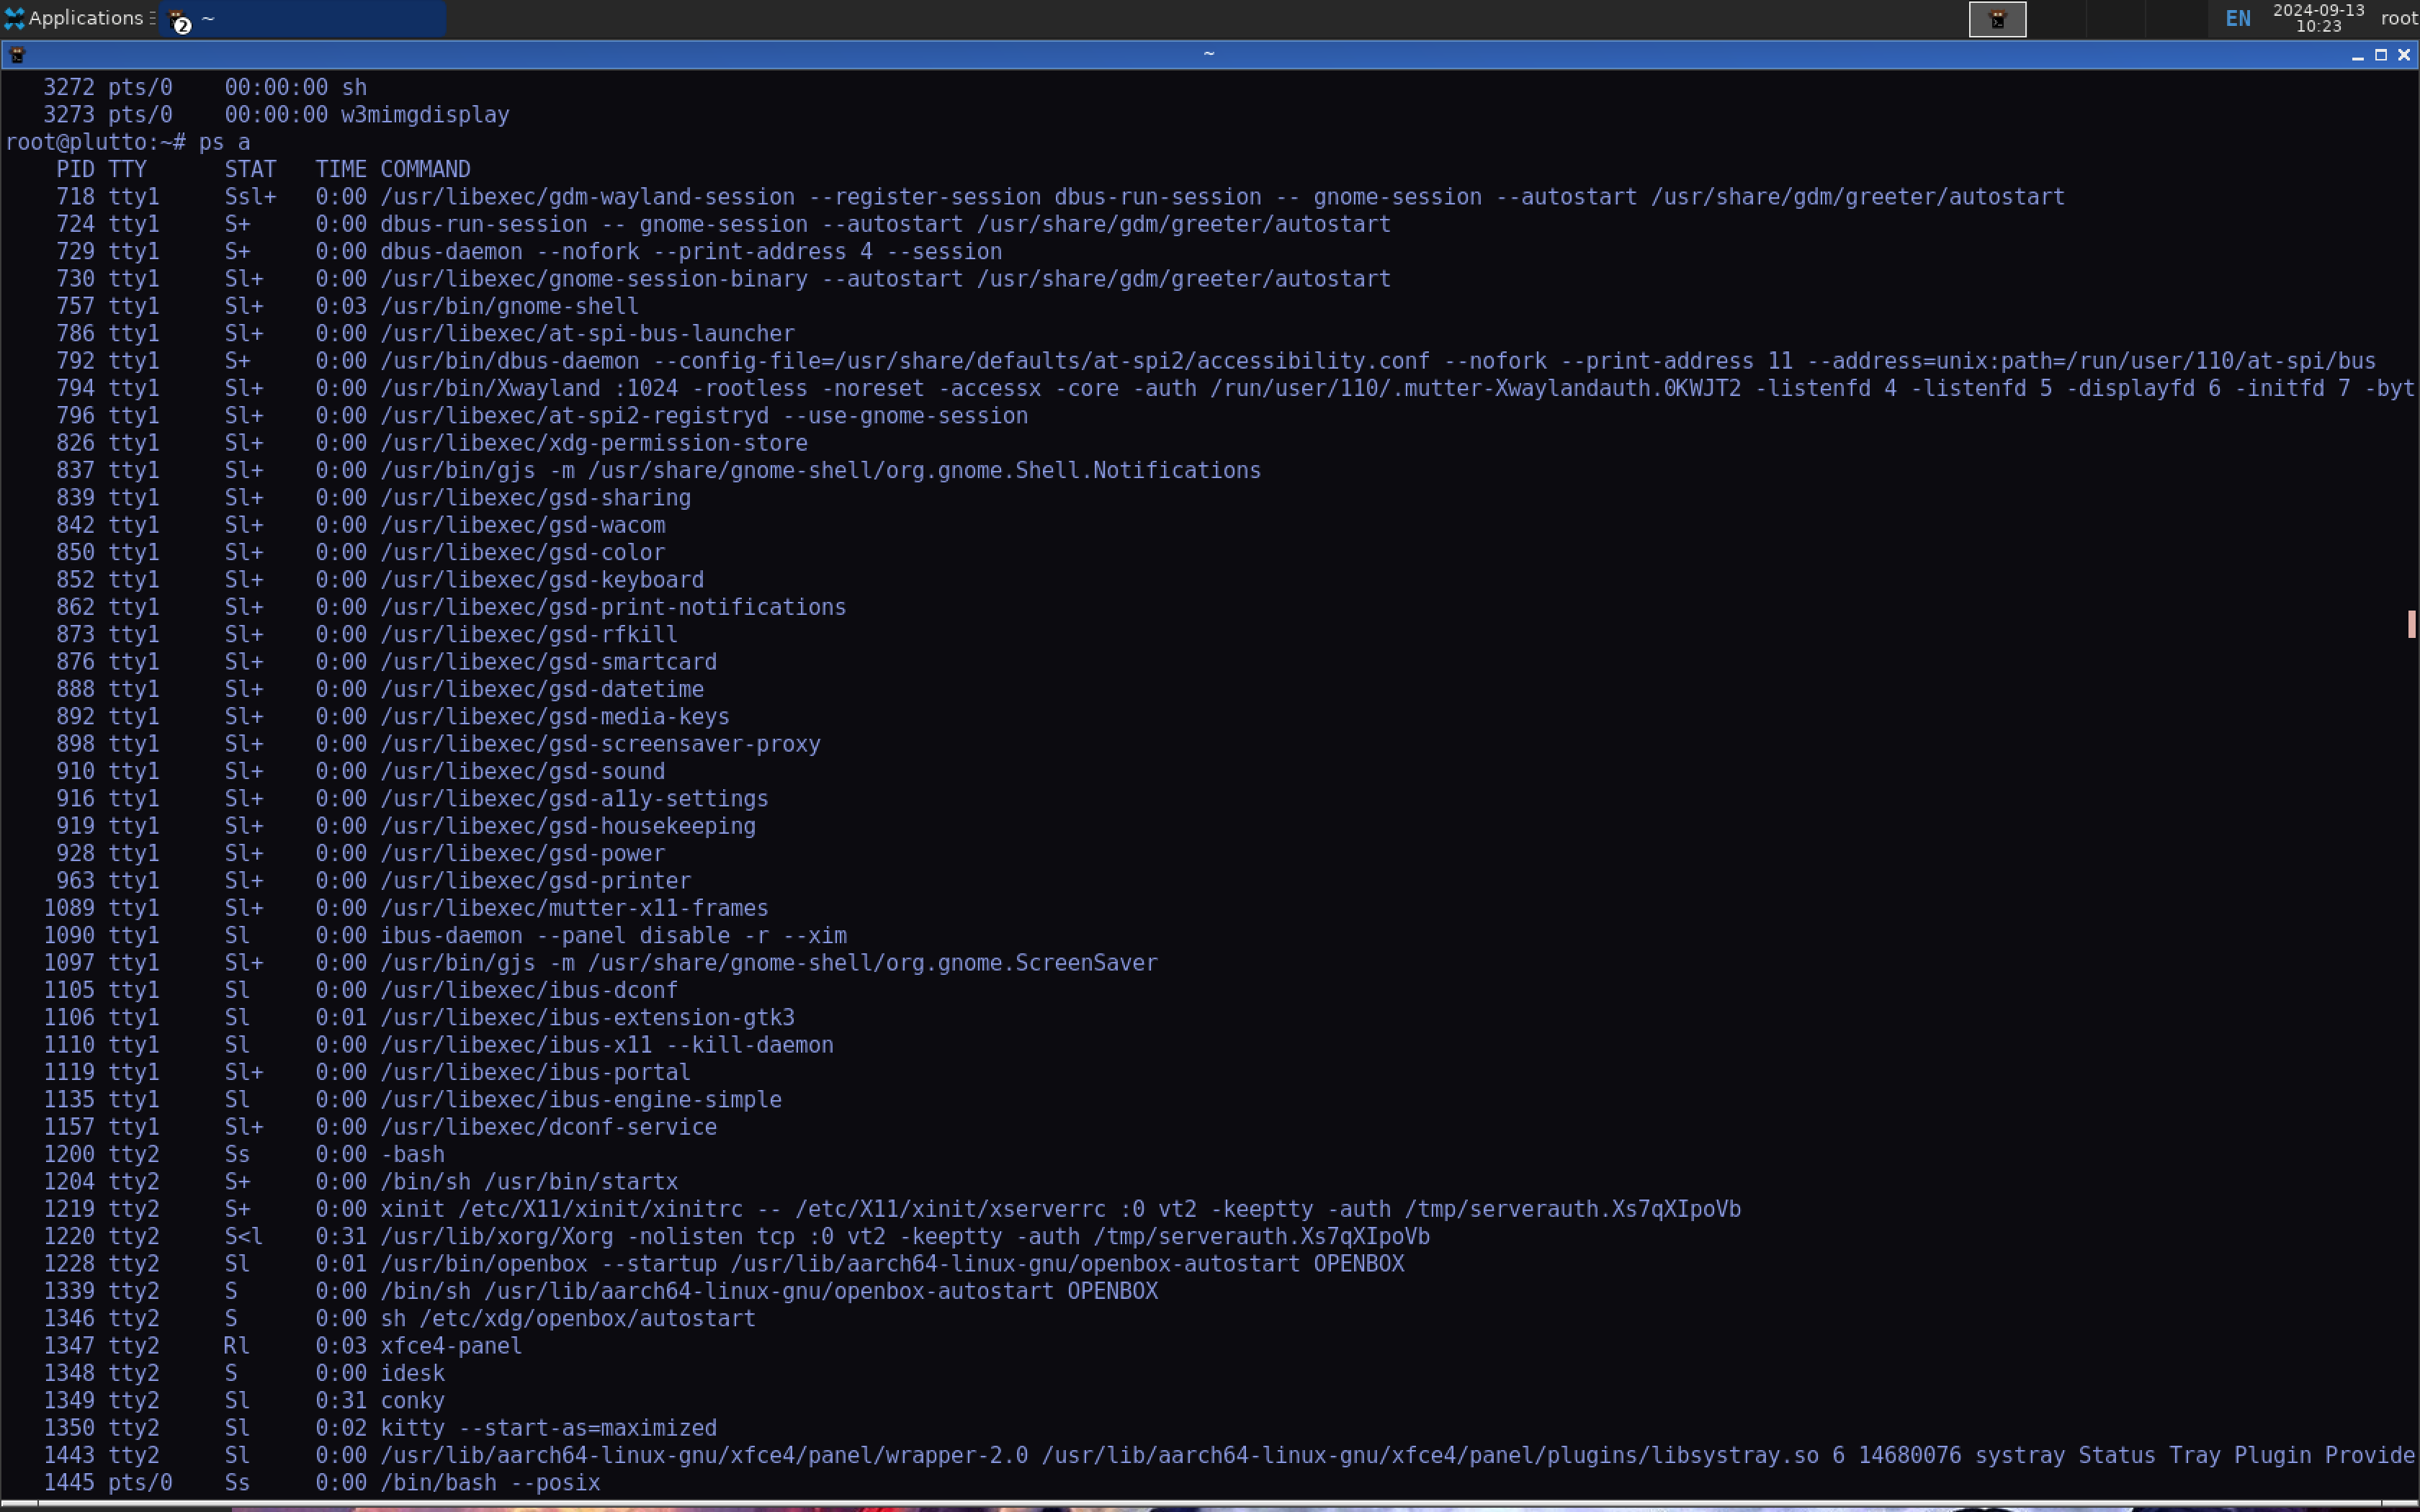 Applications
2 ~
EN
2024-09-13
10:23
root
~
3272 pts/0    00:00:00 sh
3273 pts/0    00:00:00 w3mimgdisplay
root@plutto:~# ps a
PID TTY      STAT   TIME COMMAND
718 tty1     Ssl+   0:00 /usr/libexec/gdm-wayland-session --register-session dbus-run-session -- gnome-session --autostart /usr/share/gdm/greeter/autostart
724 tty1     S+     0:00 dbus-run-session -- gnome-session --autostart /usr/share/gdm/greeter/autostart
729 tty1     S+     0:00 dbus-daemon --nofork --print-address 4 --session
730 tty1     Sl+    0:00 /usr/libexec/gnome-session-binary --autostart /usr/share/gdm/greeter/autostart
757 tty1     Sl+    0:03 /usr/bin/gnome-shell
786 tty1     Sl+    0:00 /usr/libexec/at-spi-bus-launcher
792 tty1     S+     0:00 /usr/bin/dbus-daemon --config-file=/usr/share/defaults/at-spi2/accessibility.conf --nofork --print-address 11 --address=unix:path=/run/user/110/at-spi/bus
794 tty1     Sl+    0:00 /usr/bin/Xwayland :1024 -rootless -noreset -accessx -core -auth /run/user/110/.mutter-Xwaylandauth.0KWJT2 -listenfd 4 -listenfd 5 -displayfd 6 -initfd 7 -byt
796 tty1     Sl+    0:00 /usr/libexec/at-spi2-registryd --use-gnome-session
826 tty1     Sl+    0:00 /usr/libexec/xdg-permission-store
837 tty1     Sl+    0:00 /usr/bin/gjs -m /usr/share/gnome-shell/org.gnome.Shell.Notifications
839 tty1     Sl+    0:00 /usr/libexec/gsd-sharing
842 tty1     Sl+    0:00 /usr/libexec/gsd-wacom
850 tty1     Sl+    0:00 /usr/libexec/gsd-color
852 tty1     Sl+    0:00 /usr/libexec/gsd-keyboard
862 tty1     Sl+    0:00 /usr/libexec/gsd-print-notifications
873 tty1     Sl+    0:00 /usr/libexec/gsd-rfkill
876 tty1     Sl+    0:00 /usr/libexec/gsd-smartcard
888 tty1     Sl+    0:00 /usr/libexec/gsd-datetime
892 tty1     Sl+    0:00 /usr/libexec/gsd-media-keys
898 tty1     Sl+    0:00 /usr/libexec/gsd-screensaver-proxy
910 tty1     Sl+    0:00 /usr/libexec/gsd-sound
916 tty1     Sl+    0:00 /usr/libexec/gsd-a11y-settings
919 tty1     Sl+    0:00 /usr/libexec/gsd-housekeeping
928 tty1     Sl+    0:00 /usr/libexec/gsd-power
963 tty1     Sl+    0:00 /usr/libexec/gsd-printer
1089 tty1     Sl+    0:00 /usr/libexec/mutter-x11-frames
1090 tty1     Sl     0:00 ibus-daemon --panel disable -r --xim
1097 tty1     Sl+    0:00 /usr/bin/gjs -m /usr/share/gnome-shell/org.gnome.ScreenSaver
1105 tty1     Sl     0:00 /usr/libexec/ibus-dconf
1106 tty1     Sl     0:01 /usr/libexec/ibus-extension-gtk3
1110 tty1     Sl     0:00 /usr/libexec/ibus-x11 --kill-daemon
1119 tty1     Sl+    0:00 /usr/libexec/ibus-portal
1135 tty1     Sl     0:00 /usr/libexec/ibus-engine-simple
1157 tty1     Sl+    0:00 /usr/libexec/dconf-service
1200 tty2     Ss     0:00 -bash
1204 tty2     S+     0:00 /bin/sh /usr/bin/startx
1219 tty2     S+     0:00 xinit /etc/X11/xinit/xinitrc -- /etc/X11/xinit/xserverrc :0 vt2 -keeptty -auth /tmp/serverauth.Xs7qXIpoVb
1220 tty2     S<l    0:31 /usr/lib/xorg/Xorg -nolisten tcp :0 vt2 -keeptty -auth /tmp/serverauth.Xs7qXIpoVb
1228 tty2     Sl     0:01 /usr/bin/openbox --startup /usr/lib/aarch64-linux-gnu/openbox-autostart OPENBOX
1339 tty2     S      0:00 /bin/sh /usr/lib/aarch64-linux-gnu/openbox-autostart OPENBOX
1346 tty2     S      0:00 sh /etc/xdg/openbox/autostart
1347 tty2     Rl     0:03 xfce4-panel
1348 tty2     S      0:00 idesk
1349 tty2     Sl     0:31 conky
1350 tty2     Sl     0:02 kitty --start-as=maximized
1443 tty2     Sl     0:00 /usr/lib/aarch64-linux-gnu/xfce4/panel/wrapper-2.0 /usr/lib/aarch64-linux-gnu/xfce4/panel/plugins/libsystray.so 6 14680076 systray Status Tray Plugin Provide
1445 pts/0    Ss     0:00 /bin/bash --posix